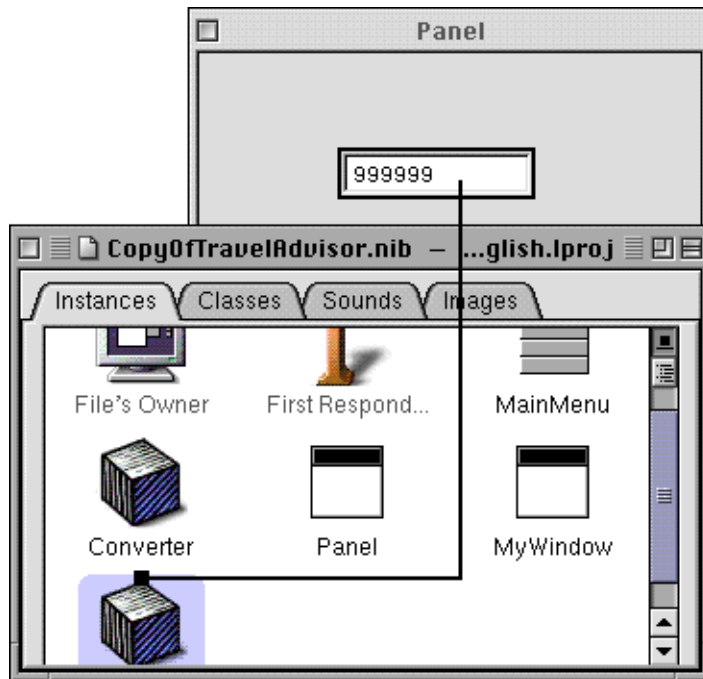 Panel
999999
CopyOfTravelAdvisor.nib – ...glish.lproj
Instances Classes Sounds Images
File's Owner First Respond... MainMenu
Converter Panel MyWindow